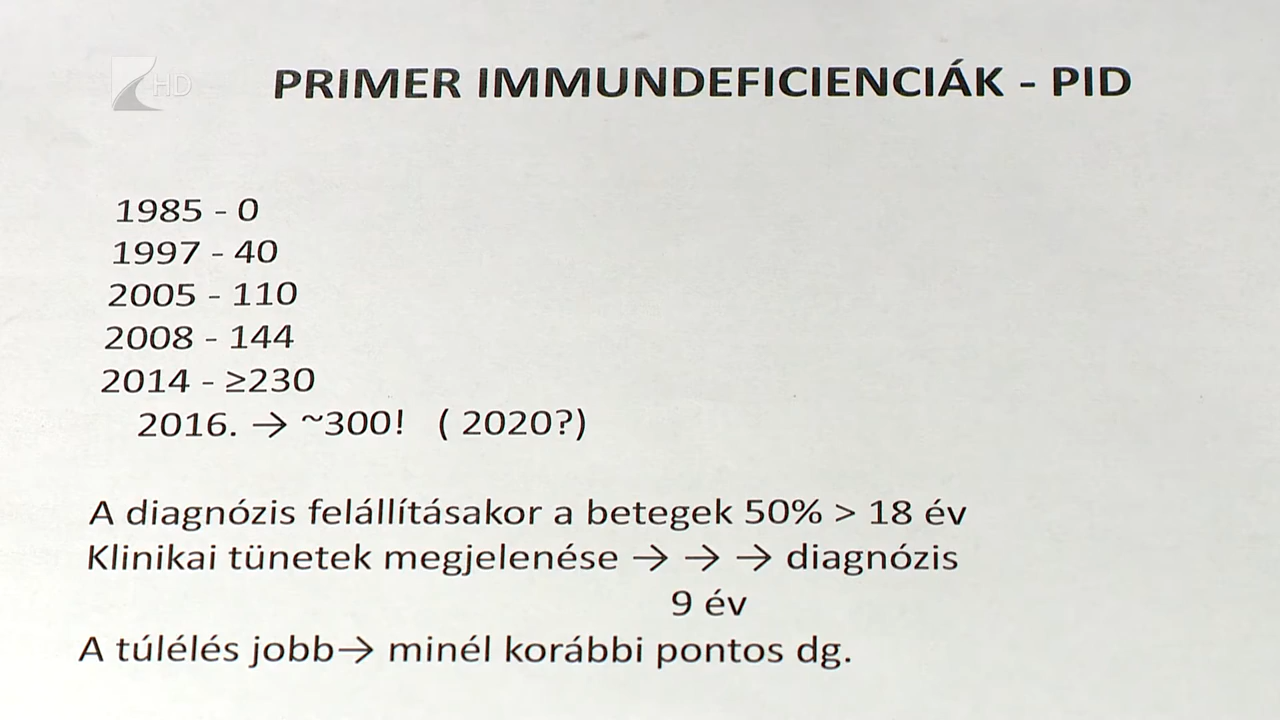 HD
PRIMER IMMUNDEFICIENCIÁK - PID
1985 - 0
1997 - 40
2005 - 110
2008 - 144
2014 - ≥230
2016. → ~300! ( 2020?)
A diagnózis felállításakor a betegek 50% > 18 év
Klinikai tünetek megjelenése → → → diagnózis
9 év
A túlélés jobb→ minél korábbi pontos dg.